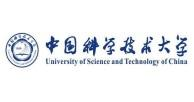 中国科学技术大学
University of Science and Technology of China